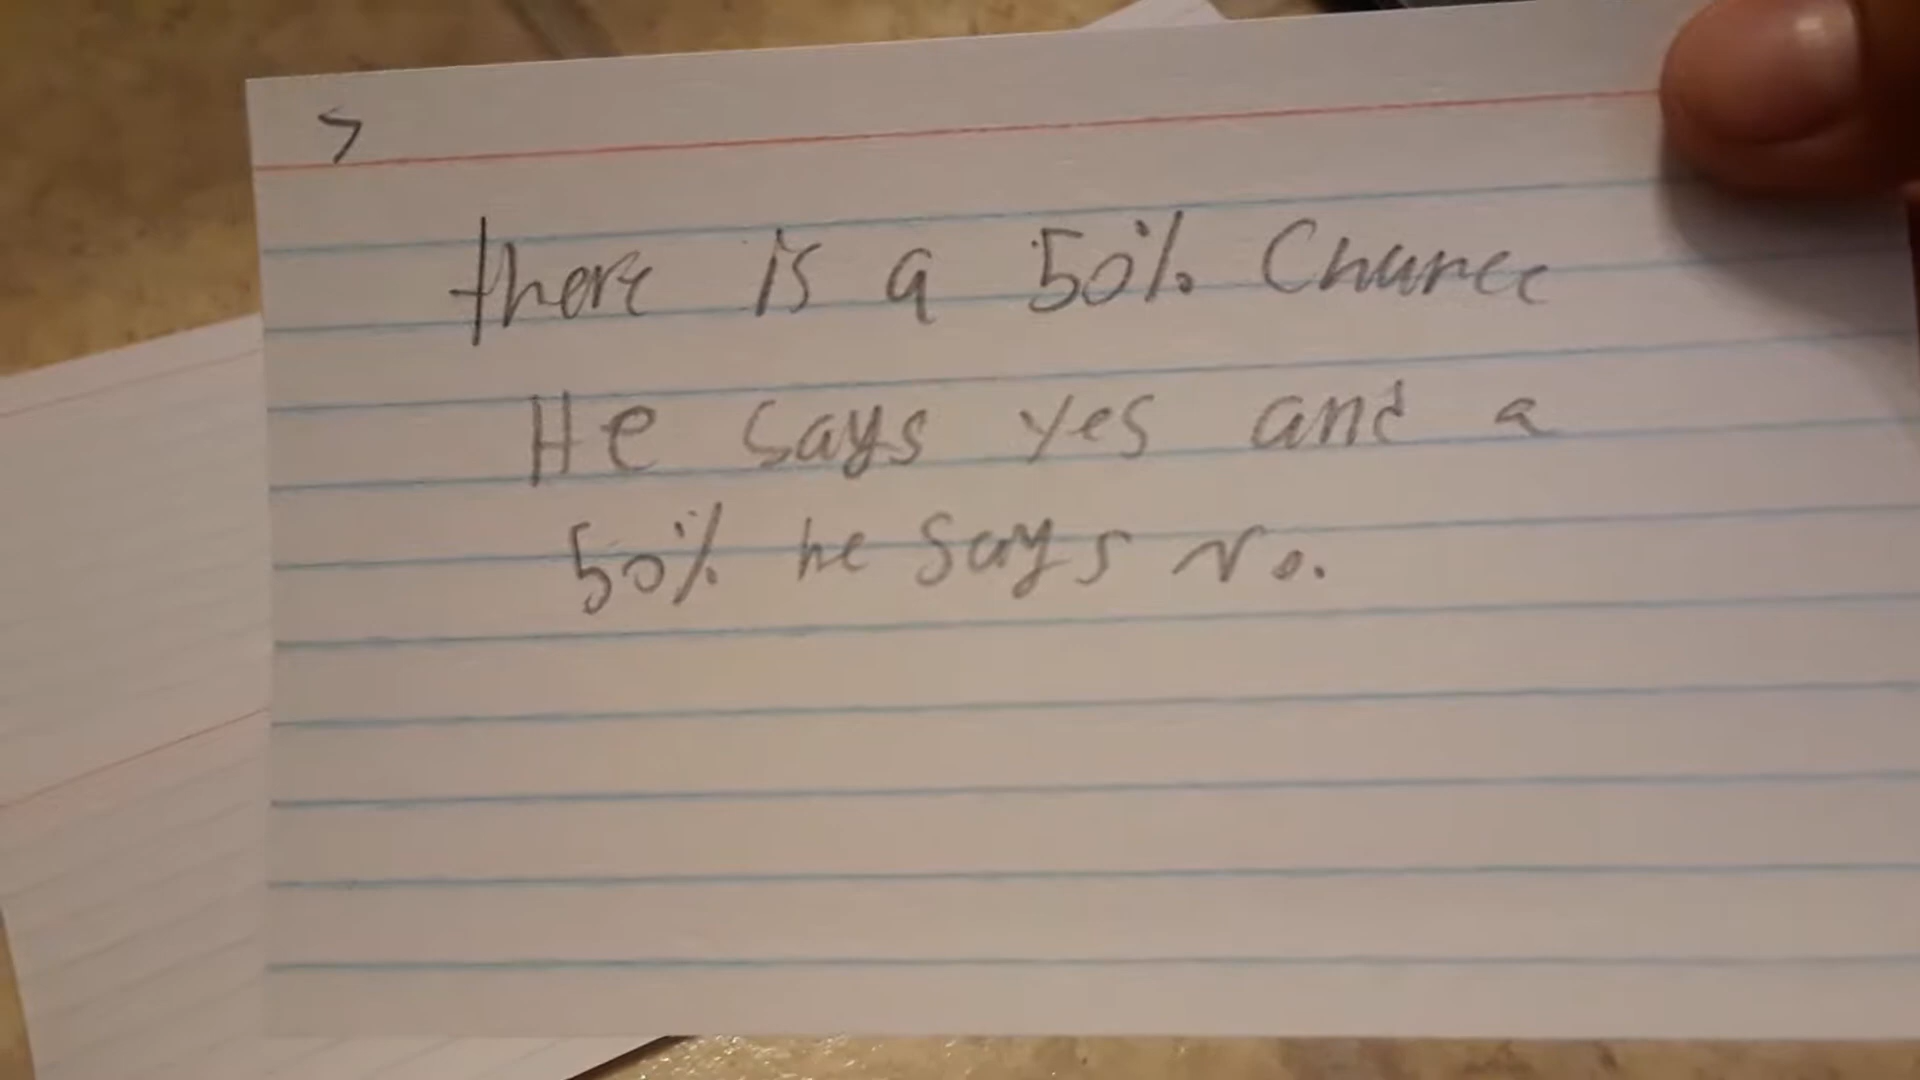 >
there is a 50% Chance
He says yes and a
50% he says No.